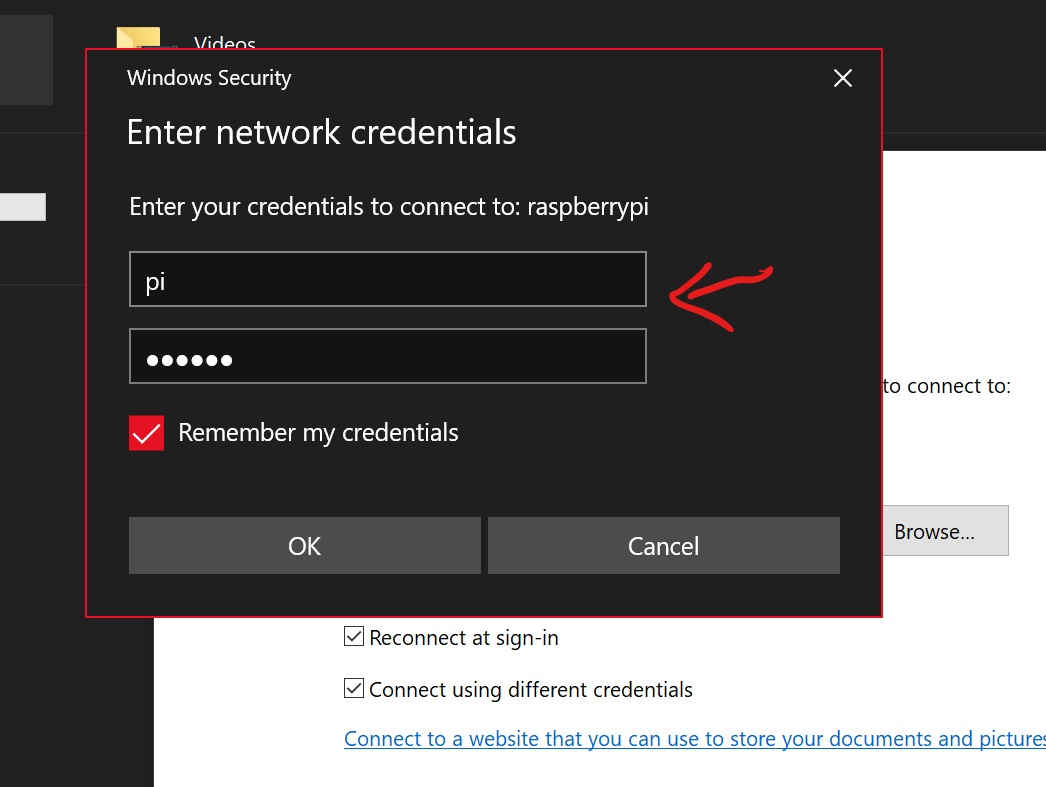 Videos
Windows Security
Enter network credentials
Enter your credentials to connect to: raspberrypi
pi
●●●●●●
Remember my credentials
OK
Cancel
to connect to:
Browse...
Reconnect at sign-in
Connect using different credentials
Connect to a website that you can use to store your documents and pictures